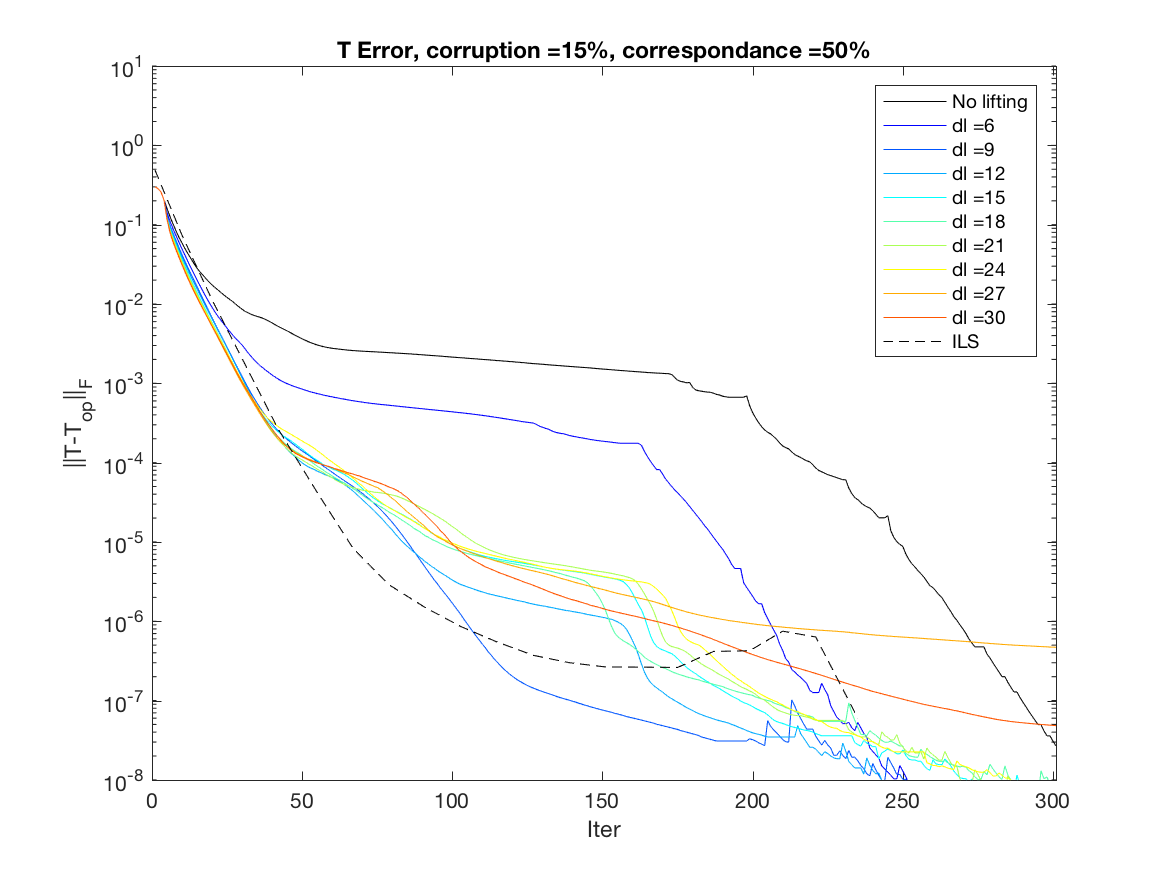 T Error, corruption =15%, correspondance =50%
10^1
10^0
10^-1
10^-2
10^-3
10^-4
10^-5
10^-6
10^-7
10^-8
||T-T_op||_F
0 50 100 150 200 250 300
Iter
No lifting
dl =6
dl =9
dl =12
dl =15
dl =18
dl =21
dl =24
dl =27
dl =30
ILS